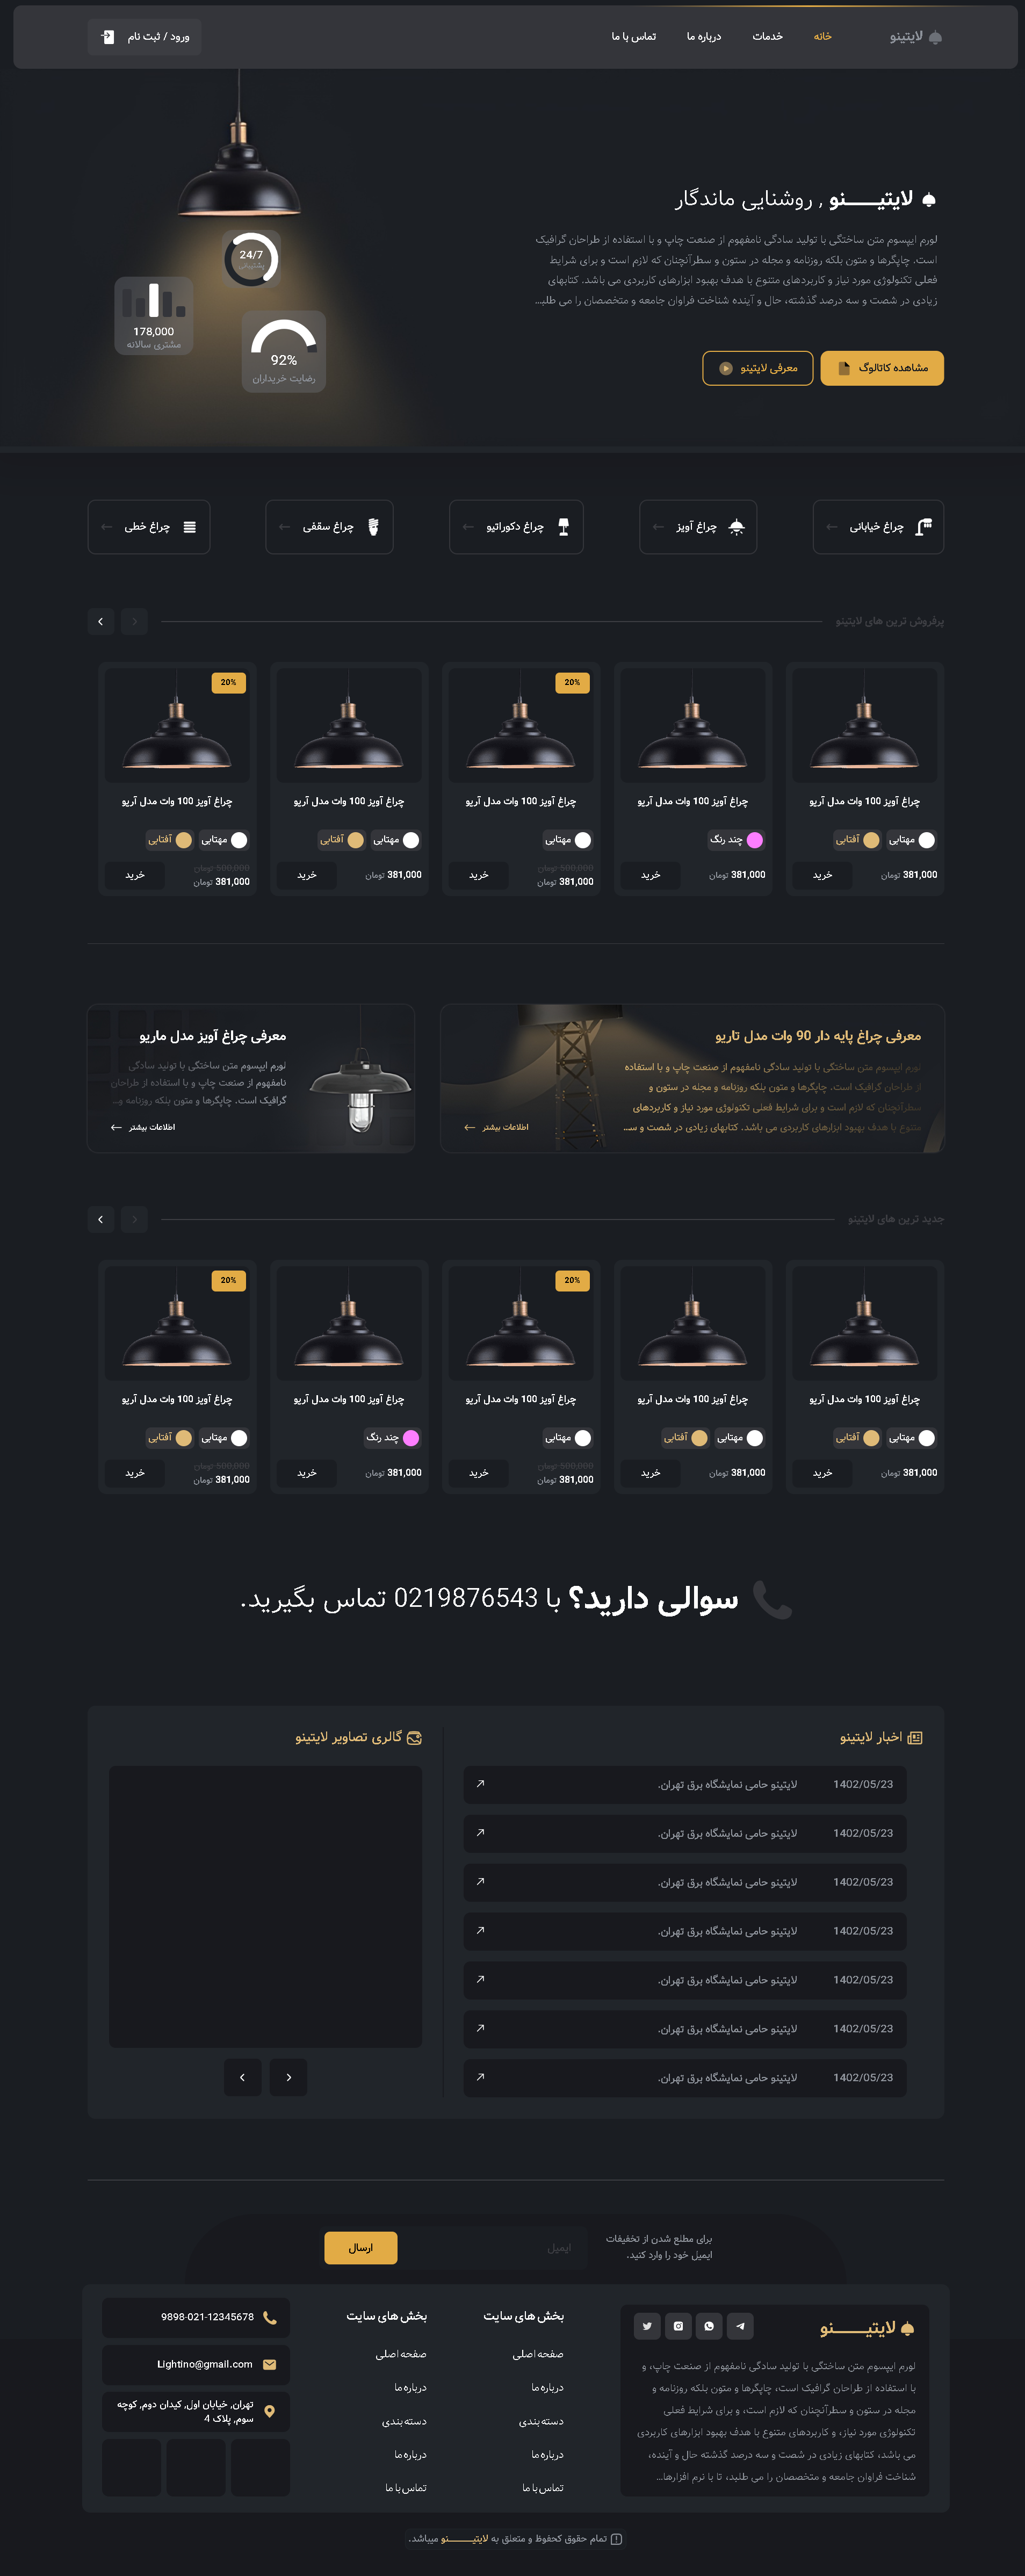 لایتینو
خانه
خدمات
درباره ما
تماس با ما
ورود / ثبت نام
لایتیـــــنو , روشنایی ماندگار
لورم ایپسوم متن ساختگی با تولید سادگی نامفهوم از صنعت چاپ و با استفاده از طراحان گرافیک
است. چاپگرها و متون بلکه روزنامه و مجله در ستون و سطرآنچنان که لازم است و برای شرایط
فعلی تکنولوژی مورد نیاز و کاربردهای متنوع با هدف بهبود ابزارهای کاربردی می باشد. کتابهای
زیادی در شصت و سه درصد گذشته، حال و آینده شناخت فراوان جامعه و متخصصان را می طلبـ...
مشاهده کاتالوگ
معرفی لایتینو
24/7
پشتیبانی
178,000
مشتری سالانه
92%
رضایت خریداران
چراغ خیابانی
چراغ آویز
چراغ دکوراتیو
چراغ سقفی
چراغ خطی
پرفروش ترین های لایتینو
چراغ آویز 100 وات مدل آریو
مهتابی
آفتابی
381,000 تومان
خرید
چراغ آویز 100 وات مدل آریو
چند رنگ
381,000 تومان
خرید
20%
چراغ آویز 100 وات مدل آریو
مهتابی
500,000 تومان
381,000 تومان
خرید
چراغ آویز 100 وات مدل آریو
مهتابی
آفتابی
381,000 تومان
خرید
20%
چراغ آویز 100 وات مدل آریو
مهتابی
آفتابی
500,000 تومان
381,000 تومان
خرید
معرفی چراغ پایه دار 90 وات مدل تاریو
لورم ایپسوم متن ساختگی با تولید سادگی نامفهوم از صنعت چاپ و با استفاده
از طراحان گرافیک است. چاپگرها و متون بلکه روزنامه و مجله در ستون و
سطرآنچنان که لازم است و برای شرایط فعلی تکنولوژی مورد نیاز و کاربردهای
متنوع با هدف بهبود ابزارهای کاربردی می باشد. کتابهای زیادی در شصت و سـ...
اطلاعات بیشتر
معرفی چراغ آویز مدل ماریو
لورم ایپسوم متن ساختگی با تولید سادگی
نامفهوم از صنعت چاپ و با استفاده از طراحان
گرافیک است. چاپگرها و متون بلکه روزنامه و...
اطلاعات بیشتر
جدید ترین های لایتینو
چراغ آویز 100 وات مدل آریو
مهتابی
آفتابی
381,000 تومان
خرید
چراغ آویز 100 وات مدل آریو
مهتابی
آفتابی
381,000 تومان
خرید
20%
چراغ آویز 100 وات مدل آریو
مهتابی
500,000 تومان
381,000 تومان
خرید
چراغ آویز 100 وات مدل آریو
چند رنگ
381,000 تومان
خرید
20%
چراغ آویز 100 وات مدل آریو
مهتابی
آفتابی
500,000 تومان
381,000 تومان
خرید
سوالی دارید؟ با 0219876543 تماس بگیرید.
اخبار لایتینو
1402/05/23 لایتینو حامی نمایشگاه برق تهران.
1402/05/23 لایتینو حامی نمایشگاه برق تهران.
1402/05/23 لایتینو حامی نمایشگاه برق تهران.
1402/05/23 لایتینو حامی نمایشگاه برق تهران.
1402/05/23 لایتینو حامی نمایشگاه برق تهران.
1402/05/23 لایتینو حامی نمایشگاه برق تهران.
1402/05/23 لایتینو حامی نمایشگاه برق تهران.
گالری تصاویر لایتینو
برای مطلع شدن از تخفیفات
ایمیل خود را وارد کنید.
ایمیل
ارسال
لایتیـــــنو
لورم ایپسوم متن ساختگی با تولید سادگی نامفهوم از صنعت چاپ، و
با استفاده از طراحان گرافیک است، چاپگرها و متون بلکه روزنامه و
مجله در ستون و سطرآنچنان که لازم است، و برای شرایط فعلی
تکنولوژی مورد نیاز، و کاربردهای متنوع با هدف بهبود ابزارهای کاربردی
می باشد، کتابهای زیادی در شصت و سه درصد گذشته حال و آینده،
شناخت فراوان جامعه و متخصصان را می طلبد، تا با نرم افزارها...
بخش های سایت
صفحه اصلی
درباره ما
دسته بندی
درباره ما
تماس با ما
بخش های سایت
صفحه اصلی
درباره ما
دسته بندی
درباره ما
تماس با ما
9898-021-12345678
Lightino@gmail.com
تهران, خیابان اول, کیدان دوم, کوچه
سوم, پلاک 4
تمام حقوق کحفوظ و متعلق به لایتیـــــنو میباشد.